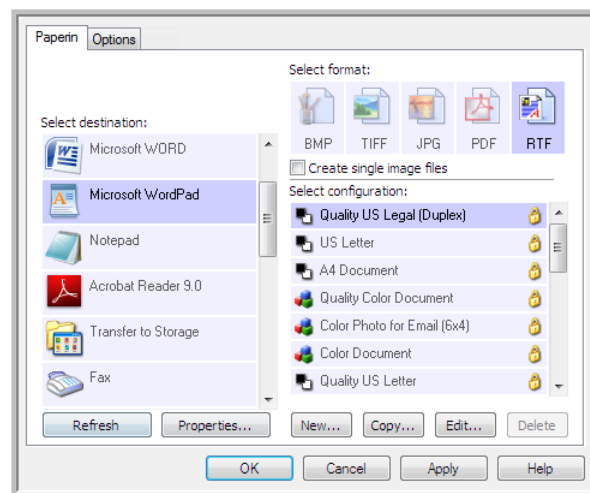 Paperin Options
Select format:
BMP TIFF JPG PDF RTF
Create single image files
Select destination:
Microsoft WORD
Microsoft WordPad
Notepad
Acrobat Reader 9.0
Transfer to Storage
Fax
Refresh Properties...
Select configuration:
Quality US Legal (Duplex)
US Letter
A4 Document
Quality Color Document
Color Photo for Email (6x4)
Color Document
Quality US Letter
New... Copy... Edit... Delete
OK Cancel Apply Help